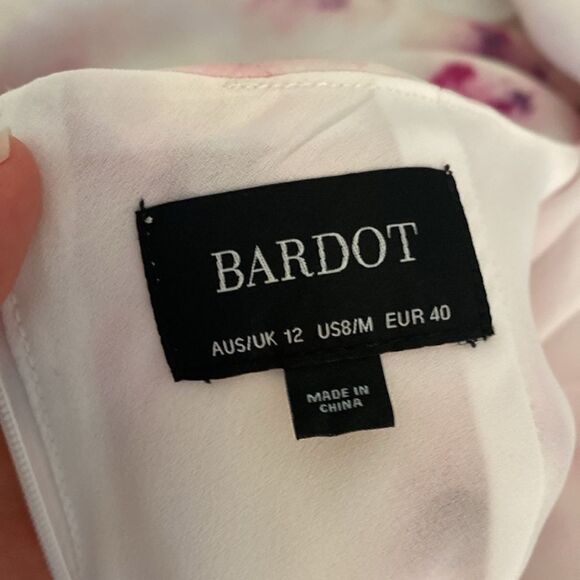 BARDOT
AUS/UK 12 US8/M EUR 40
MADE IN
CHINA